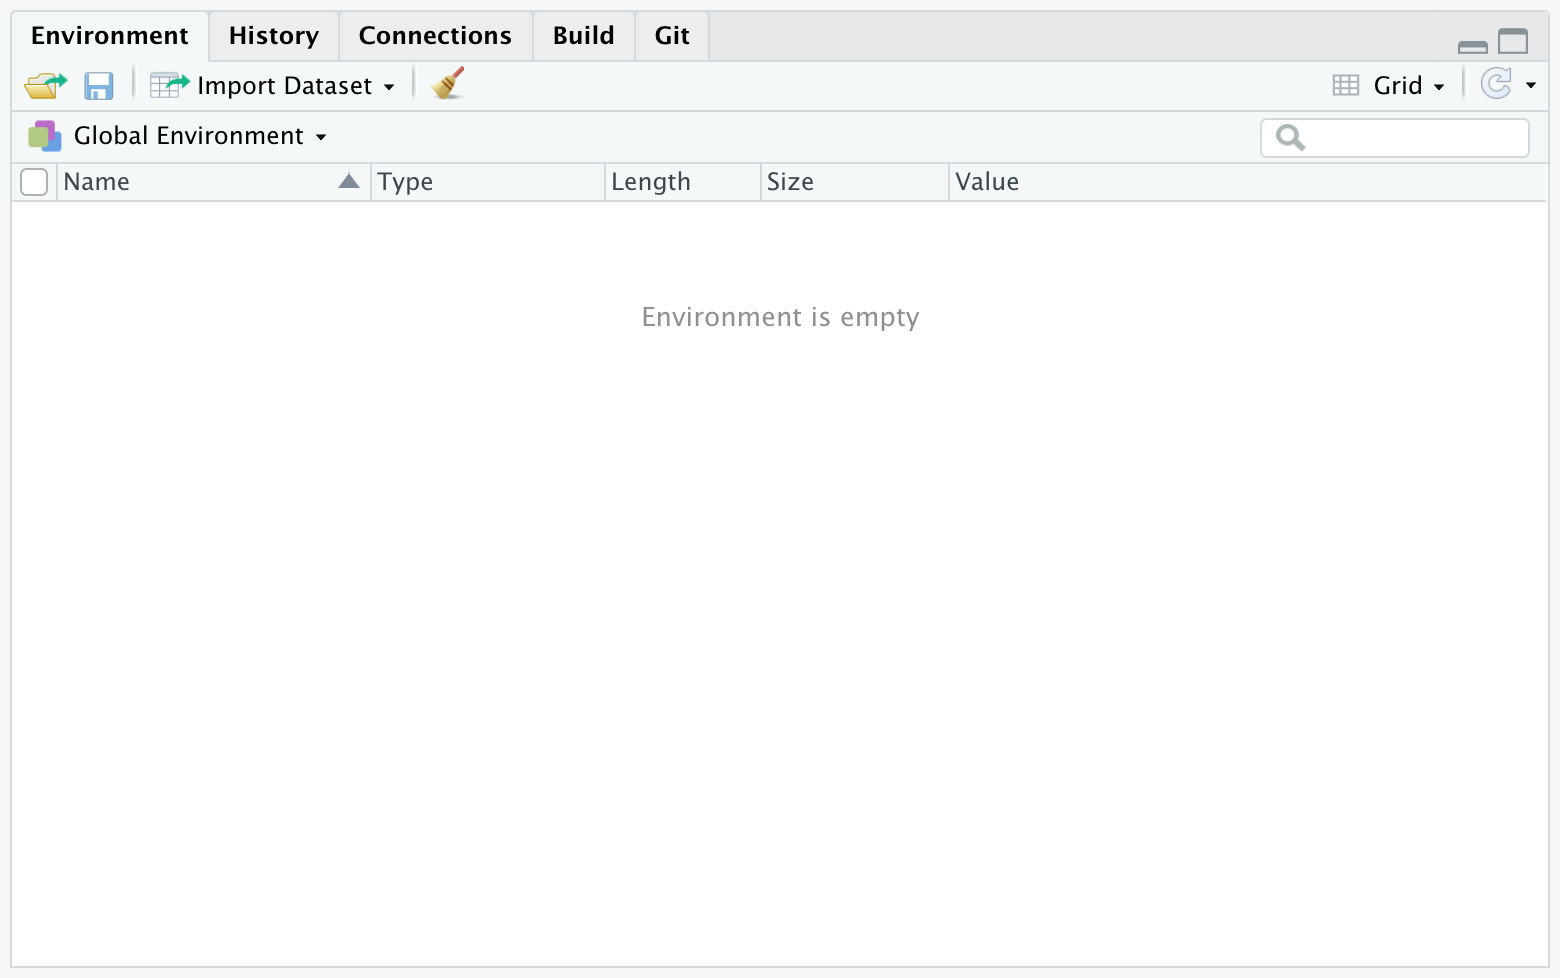 Environment History Connections Build Git
Import Dataset Grid
Global Environment
Name Type Length Size Value
Environment is empty